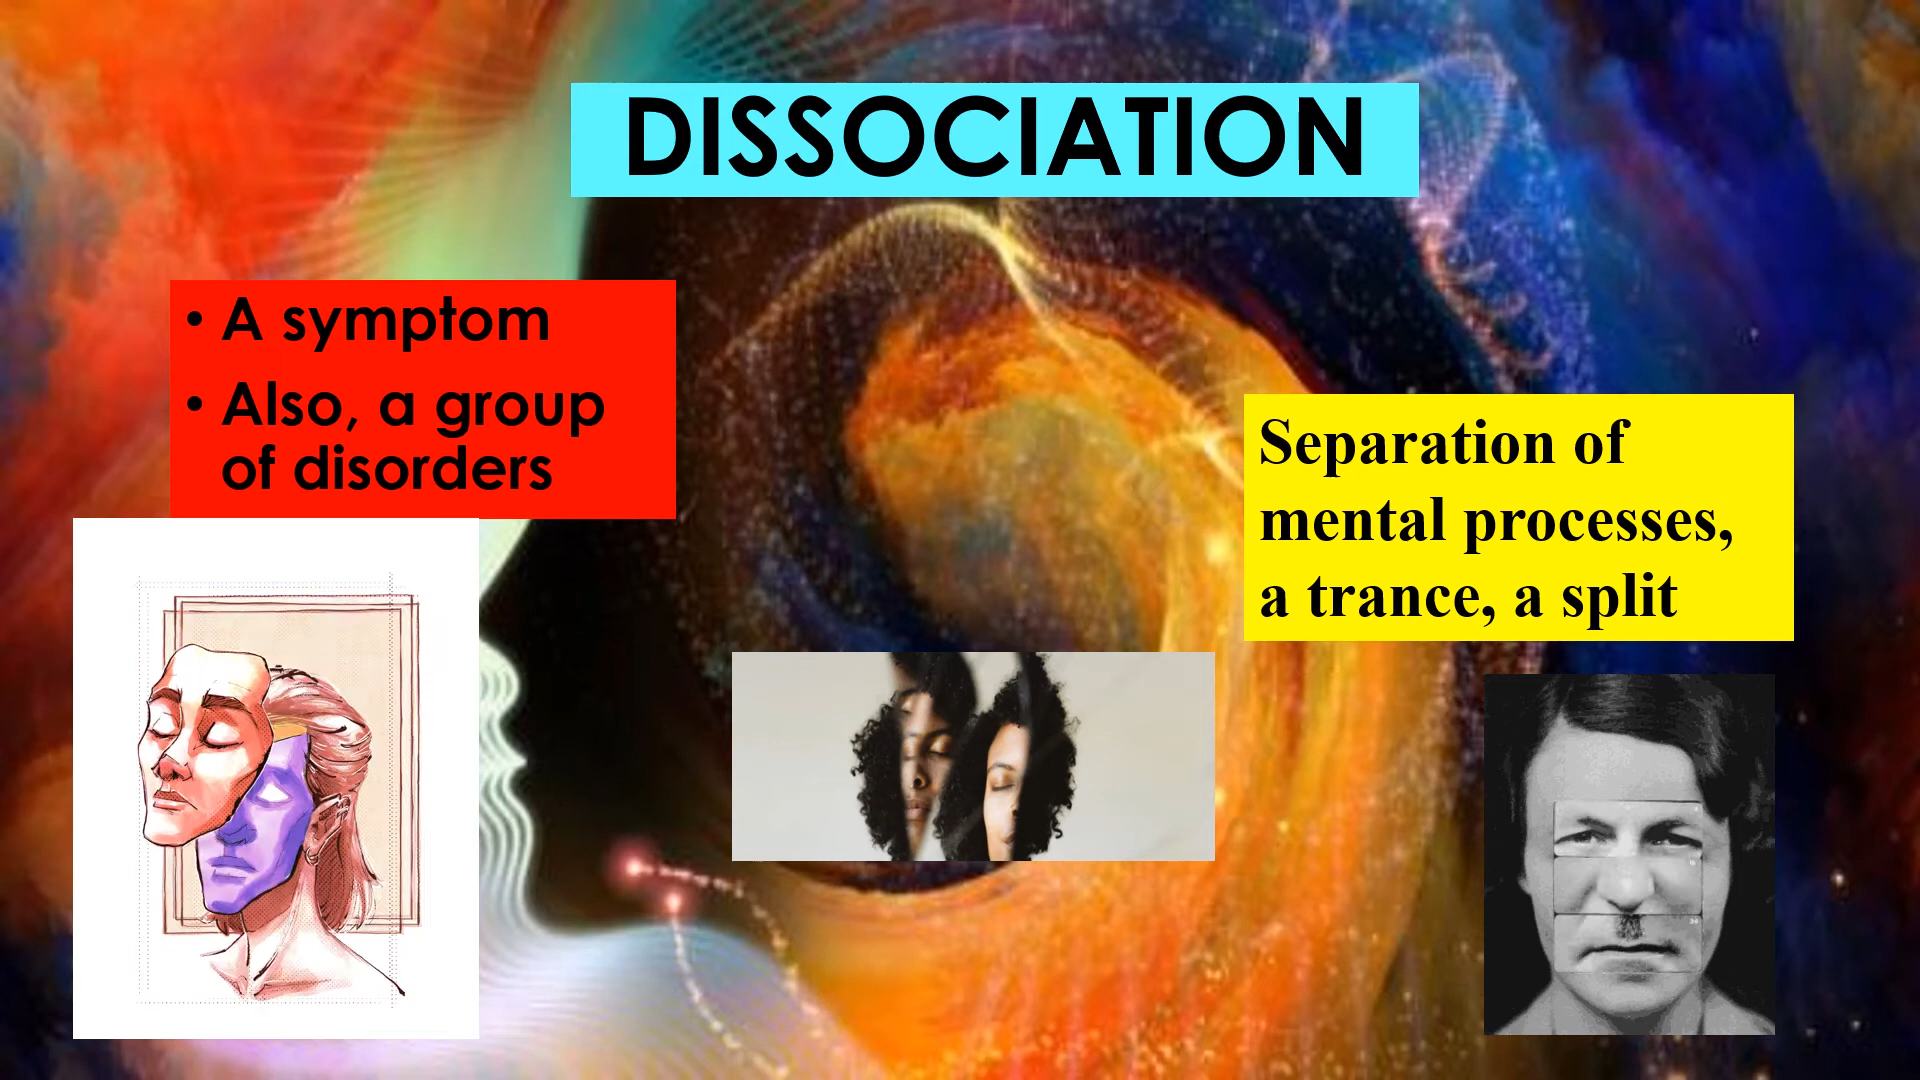 DISSOCIATION
• A symptom
• Also, a group
of disorders
Separation of
mental processes,
a trance, a split